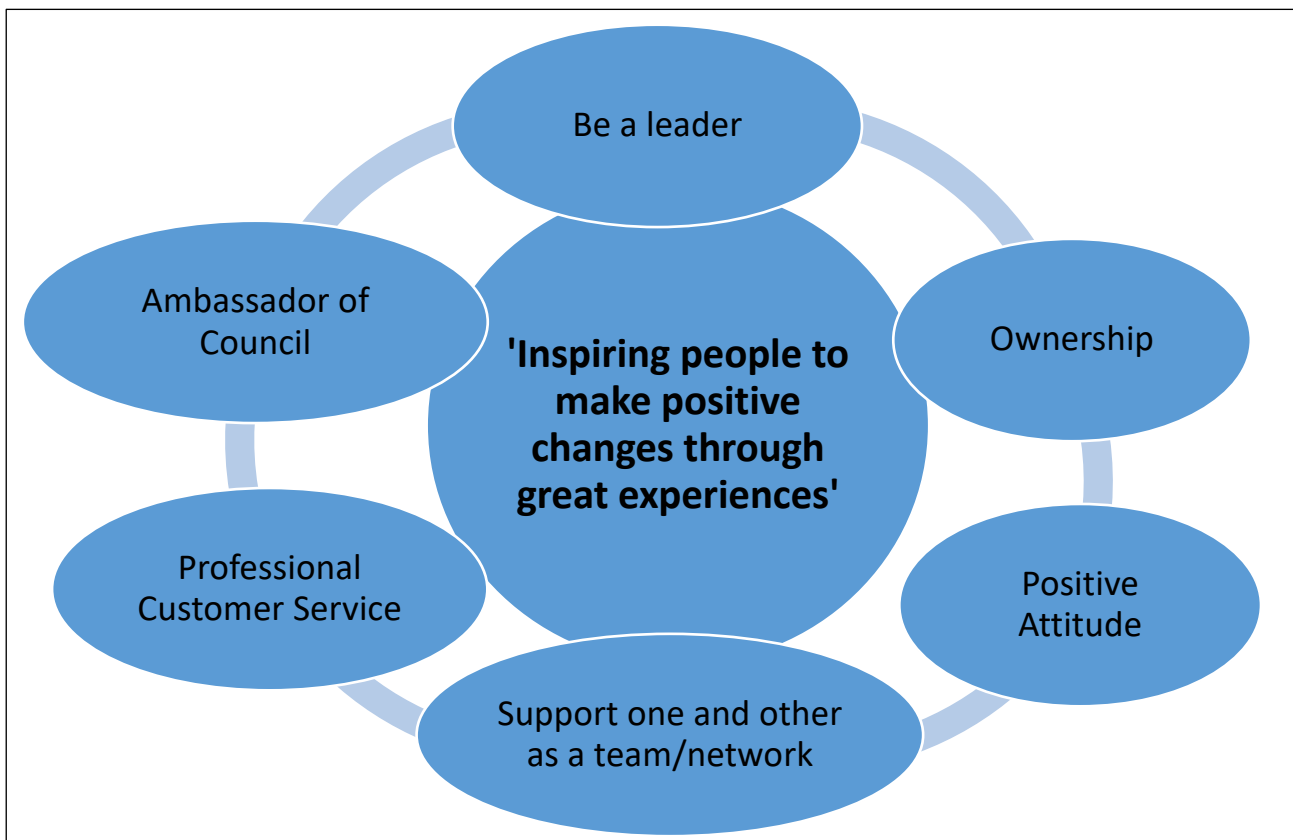 Be a leader
Ownership
Positive
Attitude
Support one and other
as a team/network
Professional
Customer Service
Ambassador of
Council
'Inspiring people to
make positive
changes through
great experiences'